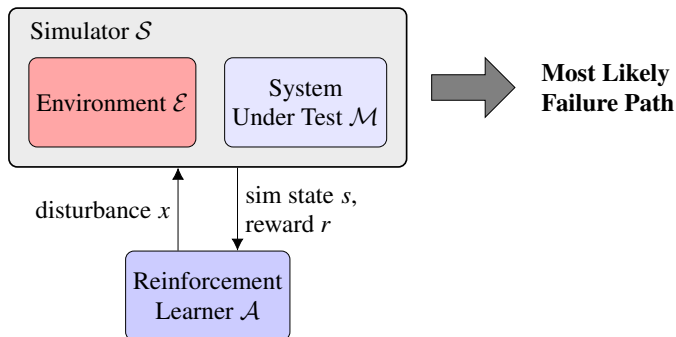 Simulator 𝒮
Environment ℰ
System
Under Test ℳ
Most Likely
Failure Path
disturbance x
sim state s,
reward r
Reinforcement
Learner 𝒜